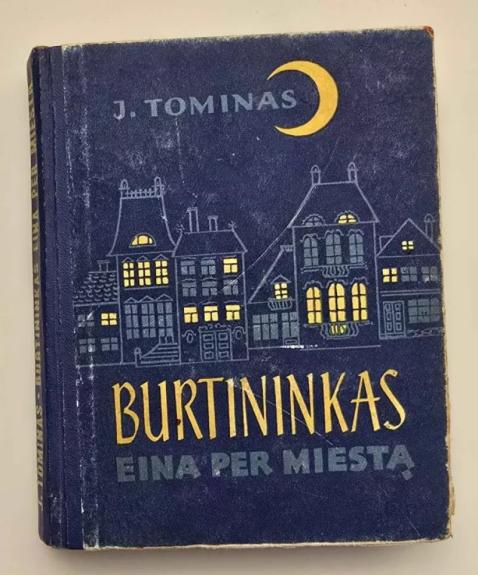 J. TOMINAS
BURTININKAS
EINA PER MIESTĄ
J. TOMINAS · BURTININKAS EINA PER MIESTĄ